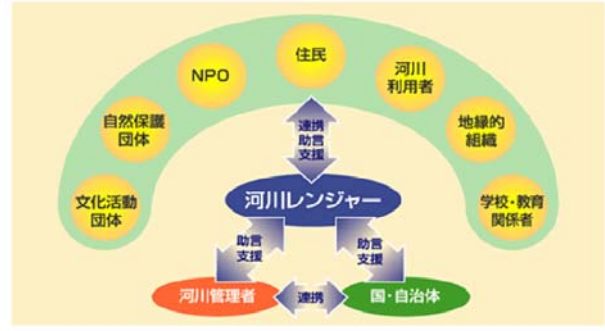 住民
NPO
河川
利用者
自然保護
団体
地縁的
組織
文化活動
団体
学校・教育
関係者
連携
助言
支援
河川レンジャー
助言
支援
助言
支援
河川管理者
連携
国・自治体